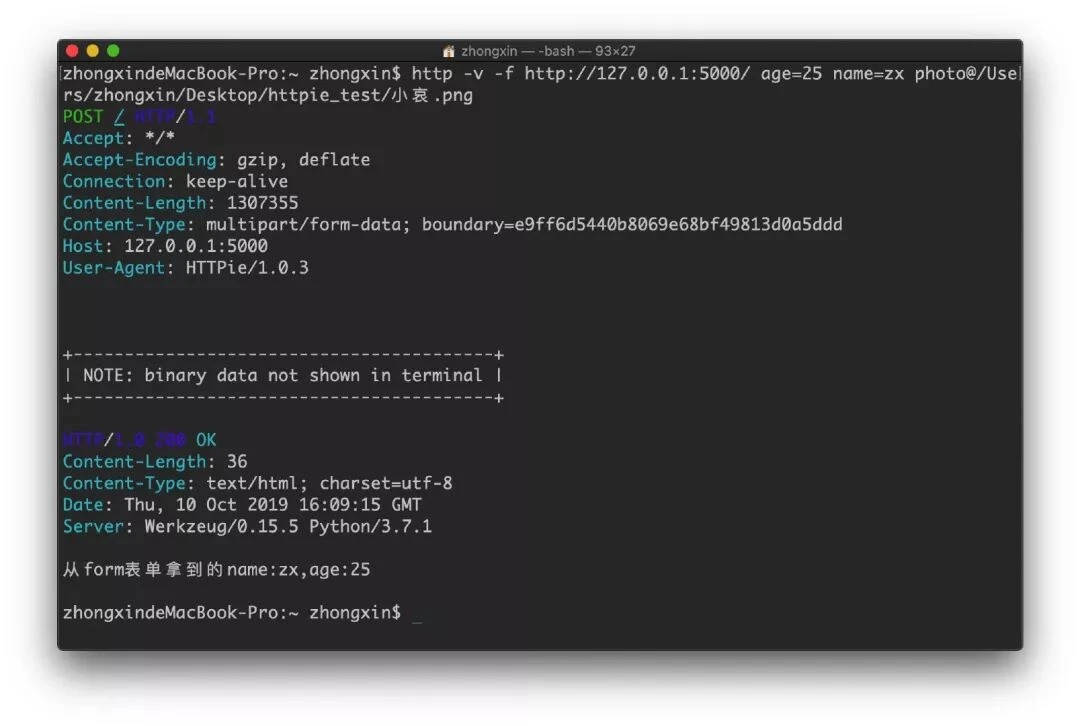 zhongxin — -bash — 93×27
zhongxindeMacBook-Pro:~ zhongxin$ http -v -f http://127.0.0.1:5000/ age=25 name=zx photo@/Use
rs/zhongxin/Desktop/httpie_test/小哀.png
POST / HTTP/1.1
Accept: */*
Accept-Encoding: gzip, deflate
Connection: keep-alive
Content-Length: 1307355
Content-Type: multipart/form-data; boundary=e9ff6d5440b8069e68bf49813d0a5ddd
Host: 127.0.0.1:5000
User-Agent: HTTPie/1.0.3
+-----------------------------------------+
| NOTE: binary data not shown in terminal |
+-----------------------------------------+
HTTP/1.0 200 OK
Content-Length: 36
Content-Type: text/html; charset=utf-8
Date: Thu, 10 Oct 2019 16:09:15 GMT
Server: Werkzeug/0.15.5 Python/3.7.1
从form表单拿到的name:zx,age:25
zhongxindeMacBook-Pro:~ zhongxin$ _